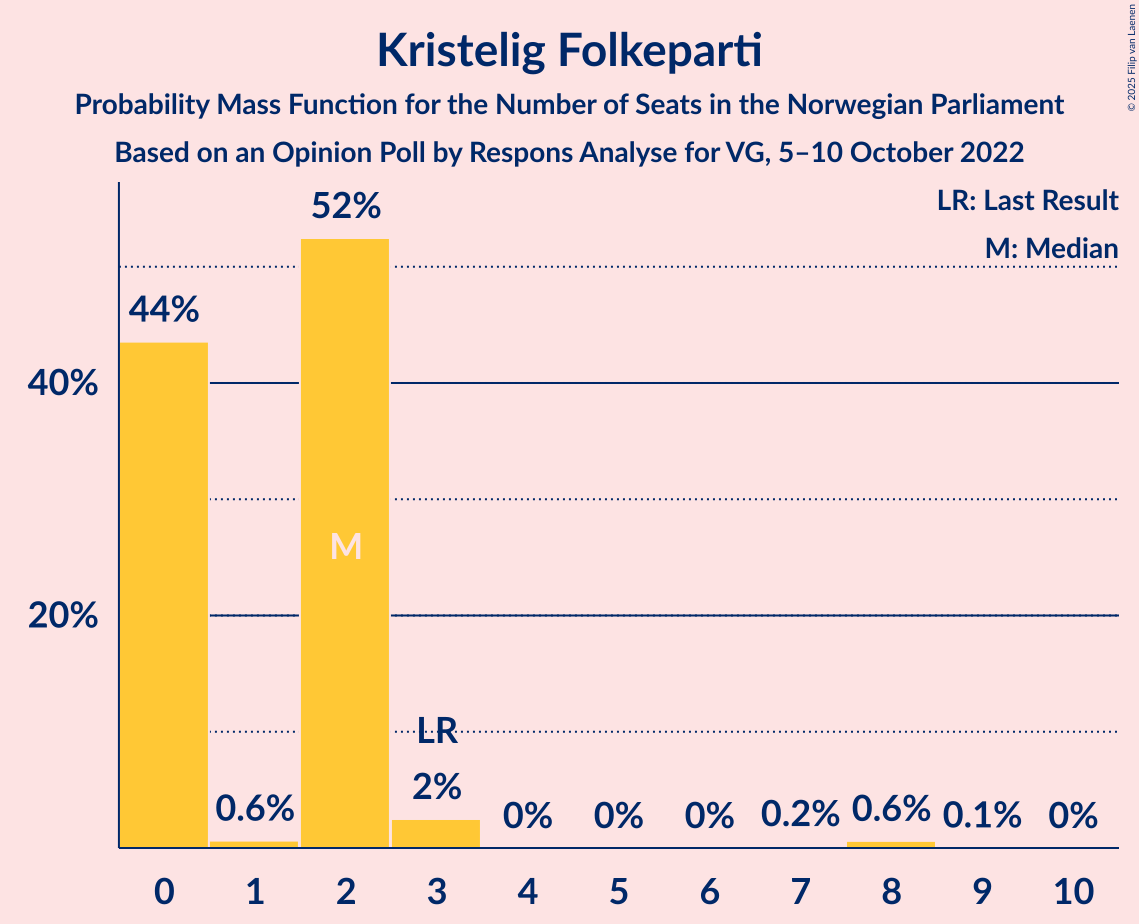 Kristelig Folkeparti
Probability Mass Function for the Number of Seats in the Norwegian Parliament
Based on an Opinion Poll by Respons Analyse for VG, 5–10 October 2022
© 2025 Filip van Laenen
LR: Last Result
M: Median
52%
44%
40%
M
20%
LR
2%
0.6%
0%
0%
0%
0.2%
0.6%
0.1%
0%
0 1 2 3 4 5 6 7 8 9 10